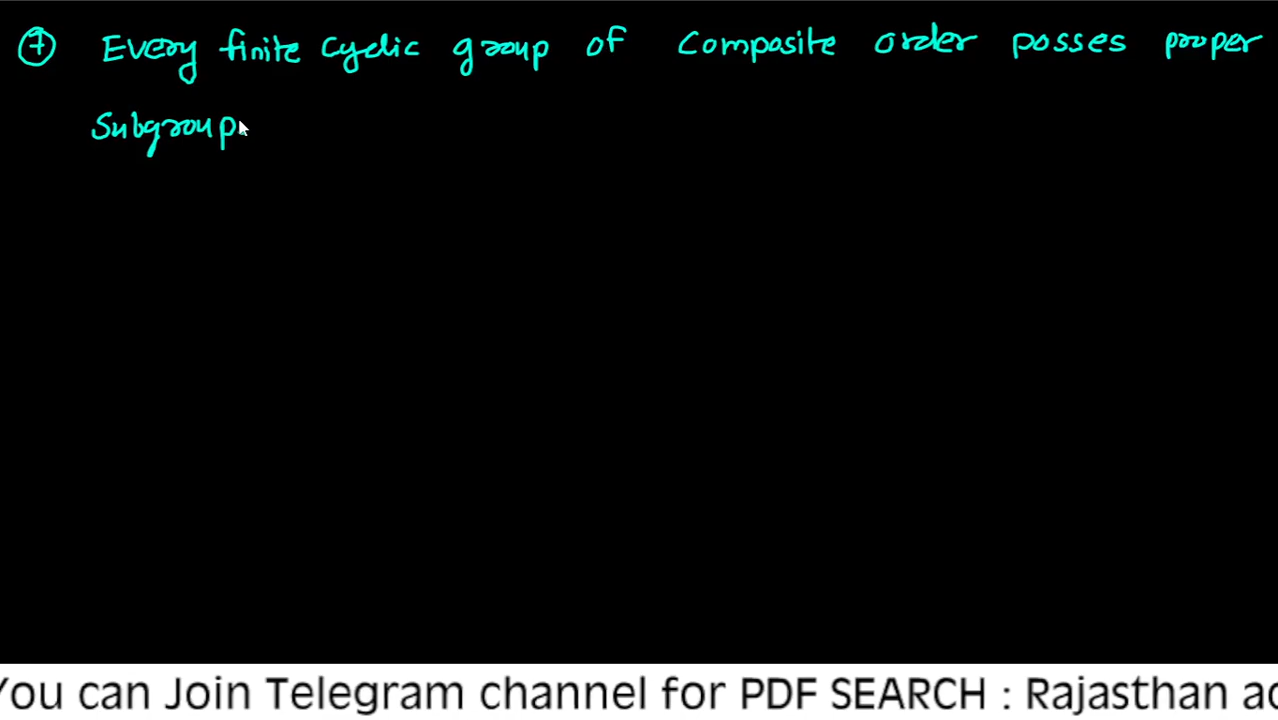 ⑦ Every finite cyclic group of Composite order posses proper
Subgroup.
You can Join Telegram channel for PDF SEARCH : Rajasthan ac